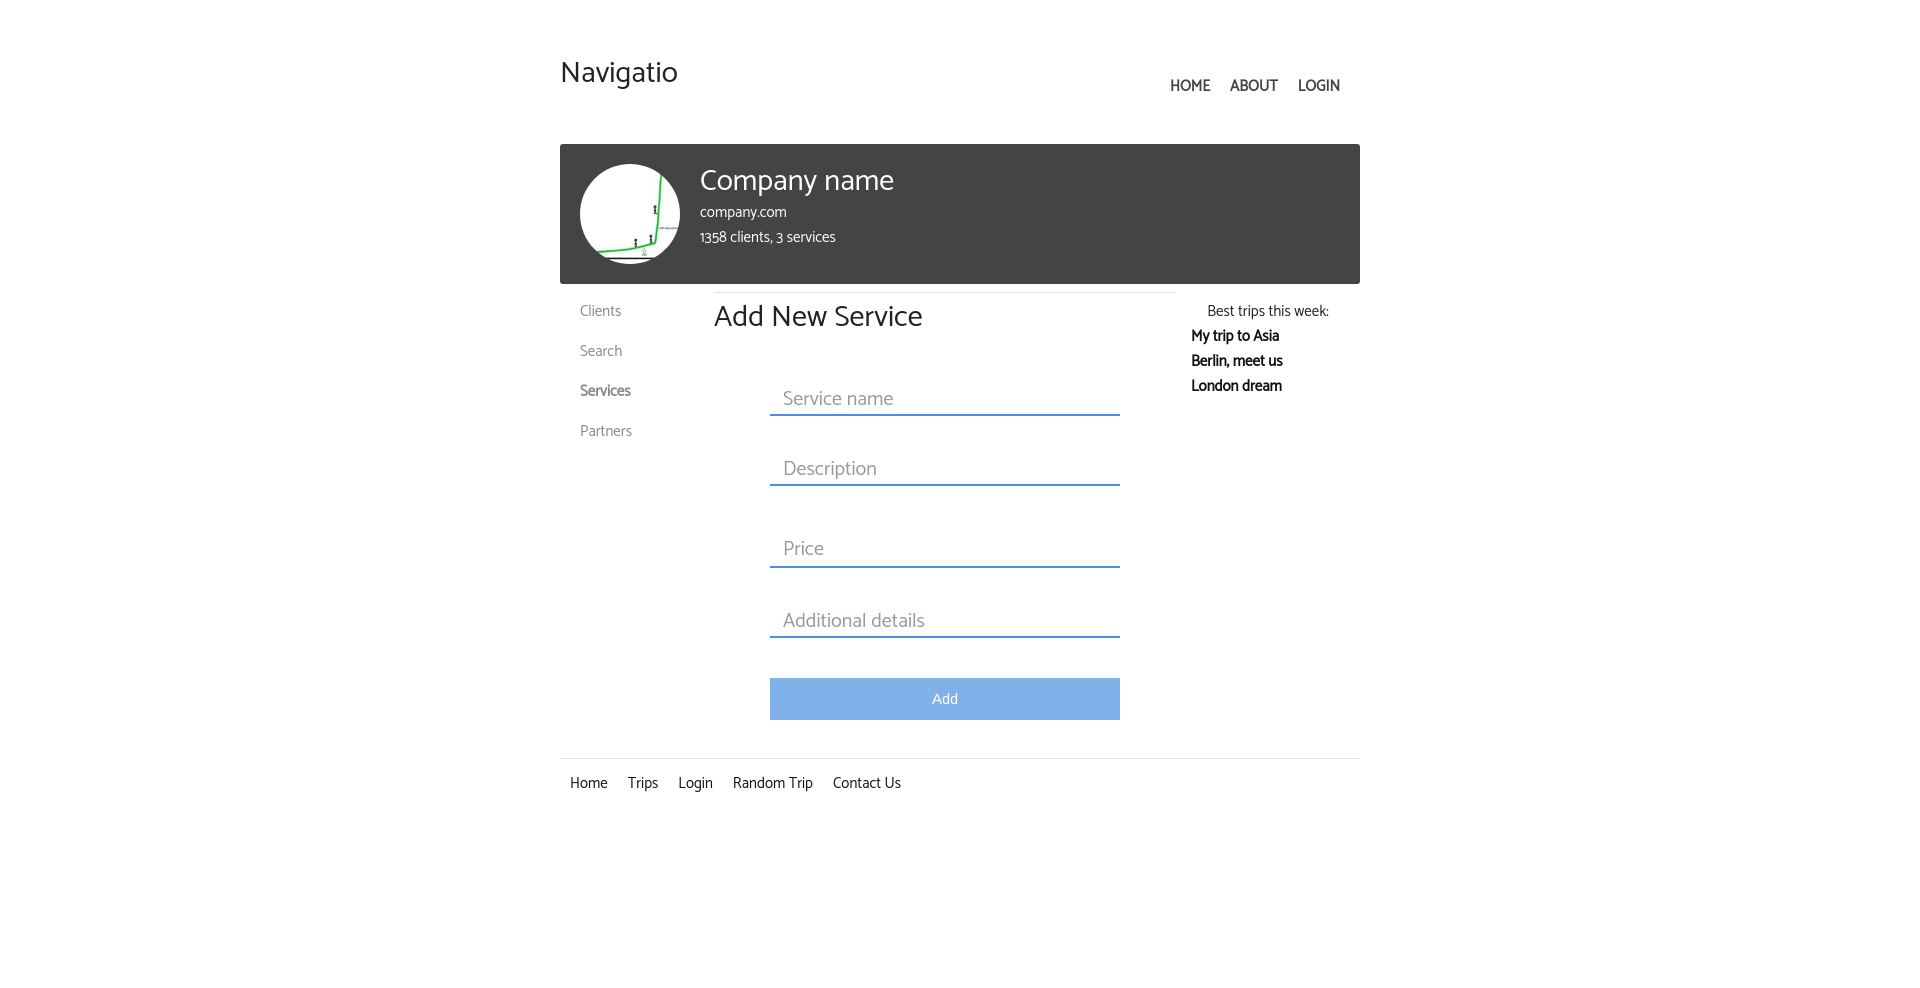 Navigatio
HOME ABOUT LOGIN
Company name
company.com
1358 clients, 3 services
Clients
Search
Services
Partners
Add New Service
Service name
Description
Price
Additional details
Add
Best trips this week:
My trip to Asia
Berlin, meet us
London dream
Home Trips Login Random Trip Contact Us